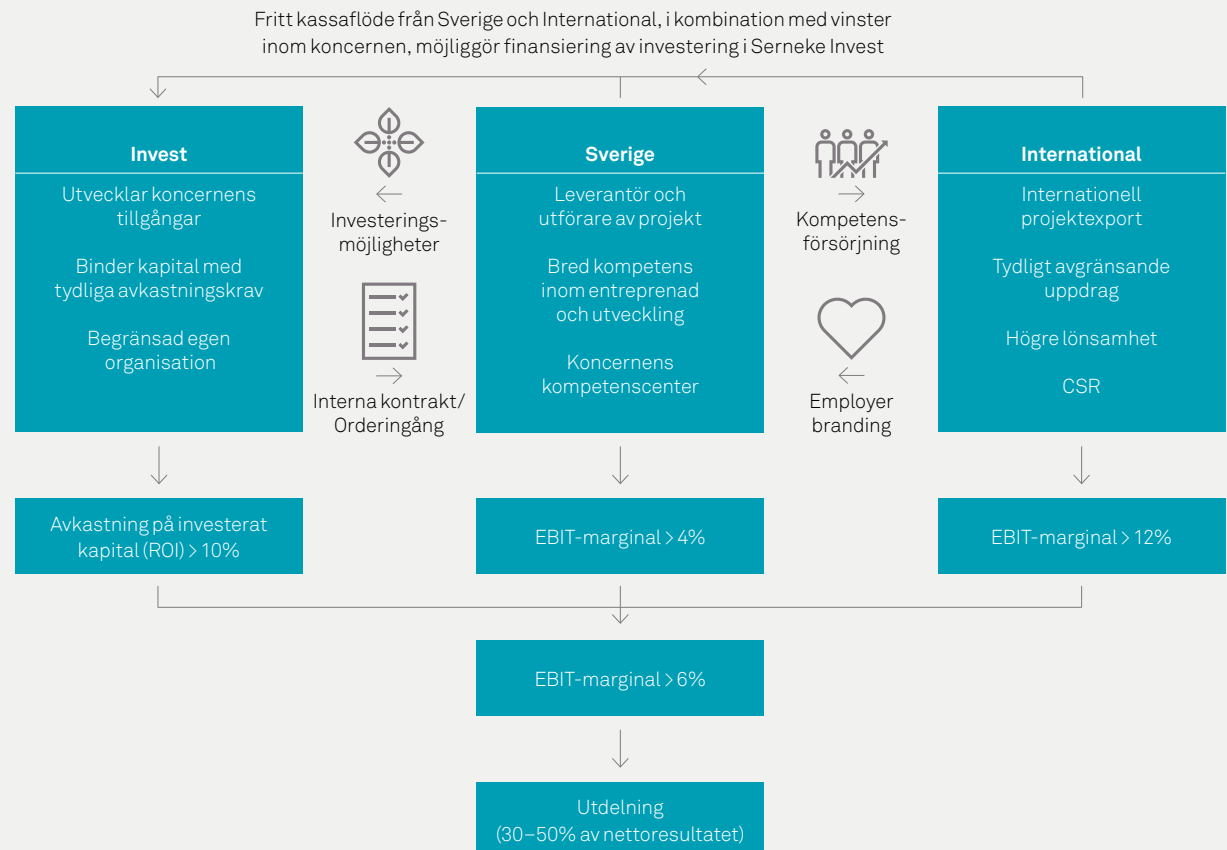 Fritt kassaflöde från Sverige och International, i kombination med vinster
inom koncernen, möjliggör finansiering av investering i Serneke Invest
Invest
Utvecklar koncernens
tillgångar
Binder kapital med
tydliga avkastningskrav
Begränsad egen
organisation
Investerings-
möjligheter
Interna kontrakt/
Orderingång
Sverige
Leverantör och
utförare av projekt
Bred kompetens
inom entreprenad
och utveckling
Koncernens
kompetenscenter
Kompetens-
försörjning
Employer
branding
International
Internationell
projektexport
Tydligt avgränsande
uppdrag
Högre lönsamhet
CSR
Avkastning på investerat
kapital (ROI) > 10%
EBIT-marginal > 4%
EBIT-marginal > 12%
EBIT-marginal > 6%
Utdelning
(30–50% av nettoresultatet)